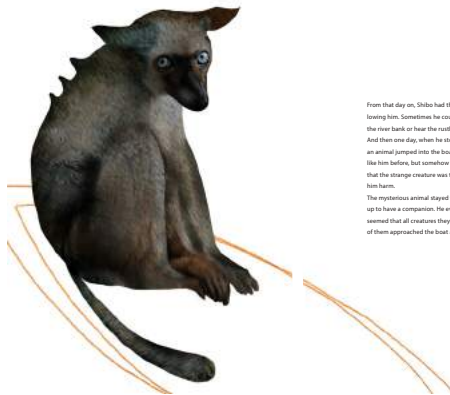 From that day on, Shibo had t
lowing him. Sometimes he cou
the river bank or hear the rustl
And then one day, when he st
an animal jumped into the boa
like him before, but somehow
that the strange creature was
him harm.
The mysterious animal stayed
up to have a companion. He e
seemed that all creatures they
of them approached the boat